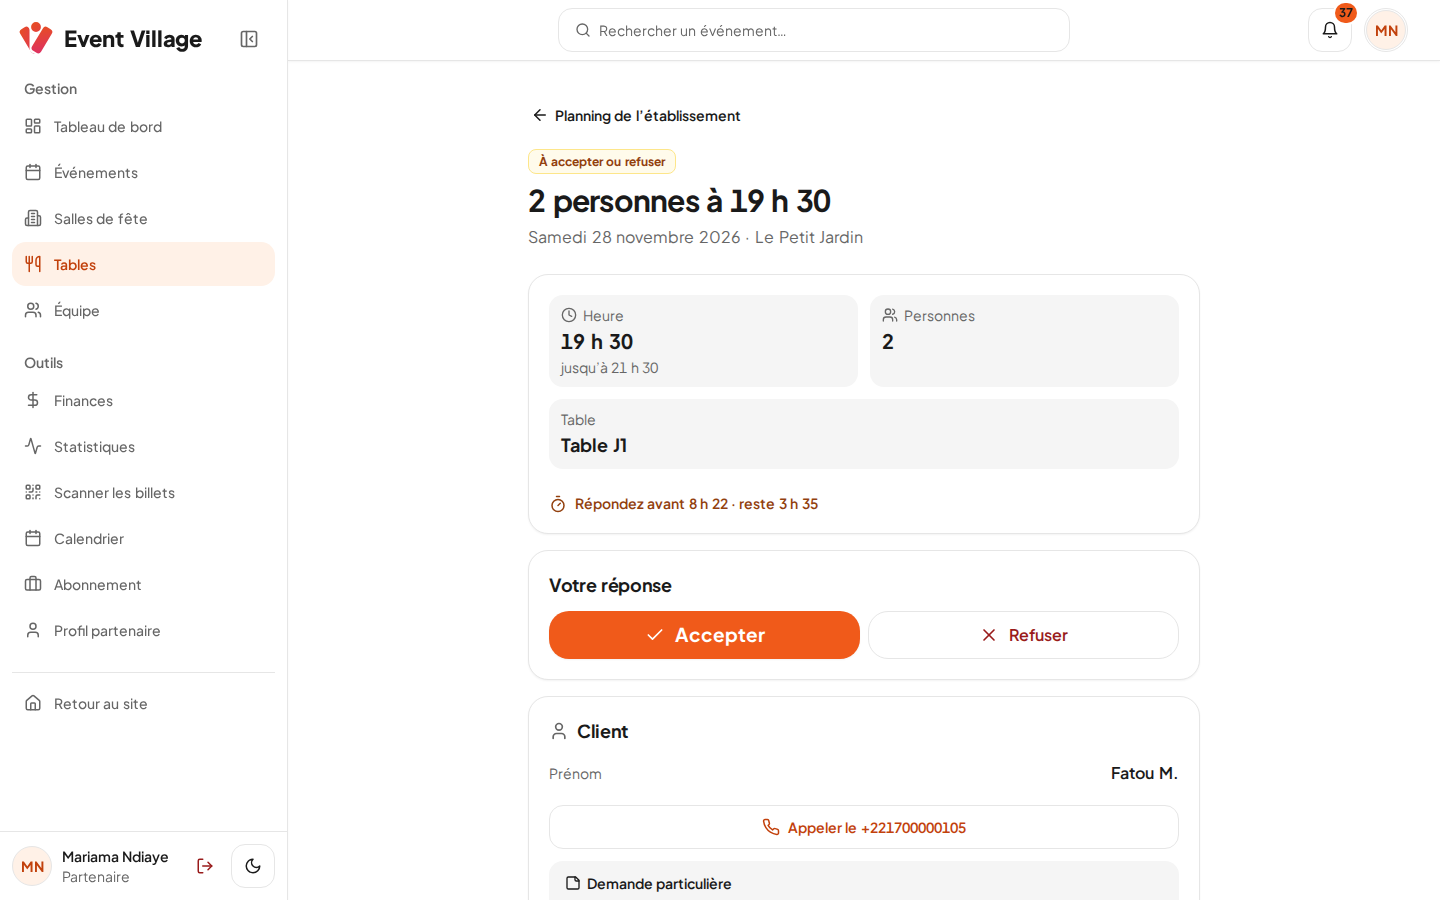 Event Village
Rechercher un événement…
37
MN
Gestion
Tableau de bord
Événements
Salles de fête
Tables
Équipe
Outils
Finances
Statistiques
Scanner les billets
Calendrier
Abonnement
Profil partenaire
Retour au site
MN
Mariama Ndiaye
Partenaire
Planning de l'établissement
À accepter ou refuser
2 personnes à 19 h 30
Samedi 28 novembre 2026 · Le Petit Jardin
Heure
19 h 30
jusqu'à 21 h 30
Personnes
2
Table
Table J1
Répondez avant 8 h 22 · reste 3 h 35
Votre réponse
Accepter
Refuser
Client
Prénom
Fatou M.
Appeler le +221700000105
Demande particulière